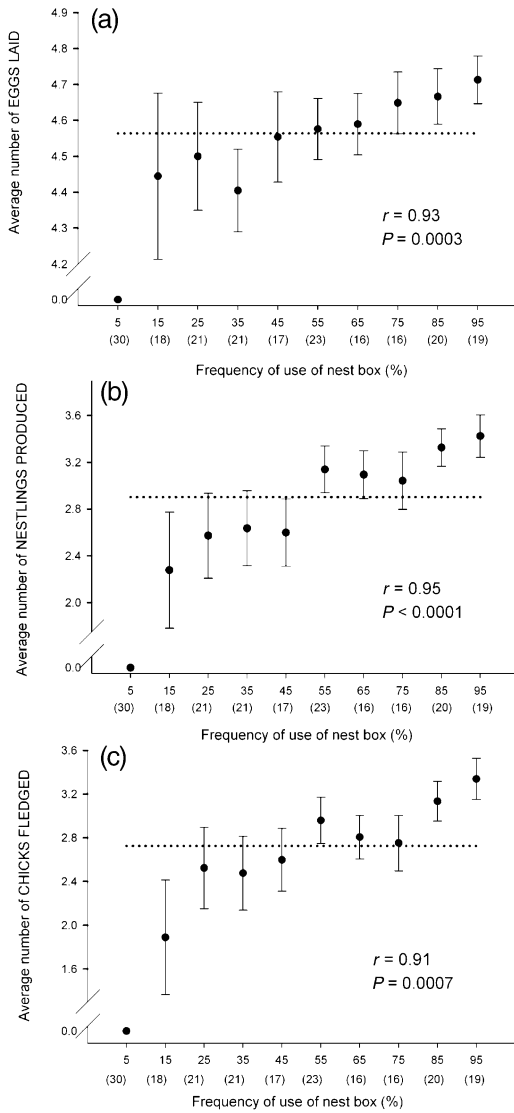 (a)
Average number of EGGS LAID
4.9
4.8
4.7
4.6
4.5
4.4
4.3
4.2
0.0
r = 0.93
P = 0.0003
5 15 25 35 45 55 65 75 85 95
(30) (18) (21) (21) (17) (23) (16) (16) (20) (19)
Frequency of use of nest box (%)
(b)
Average number of NESTLINGS PRODUCED
3.6
3.2
2.8
2.4
2.0
0.0
r = 0.95
P < 0.0001
5 15 25 35 45 55 65 75 85 95
(30) (18) (21) (21) (17) (23) (16) (16) (20) (19)
Frequency of use of nest box (%)
(c)
Average number of CHICKS FLEDGED
3.6
3.2
2.8
2.4
2.0
1.6
0.0
r = 0.91
P = 0.0007
5 15 25 35 45 55 65 75 85 95
(30) (18) (21) (21) (17) (23) (16) (16) (20) (19)
Frequency of use of nest box (%)